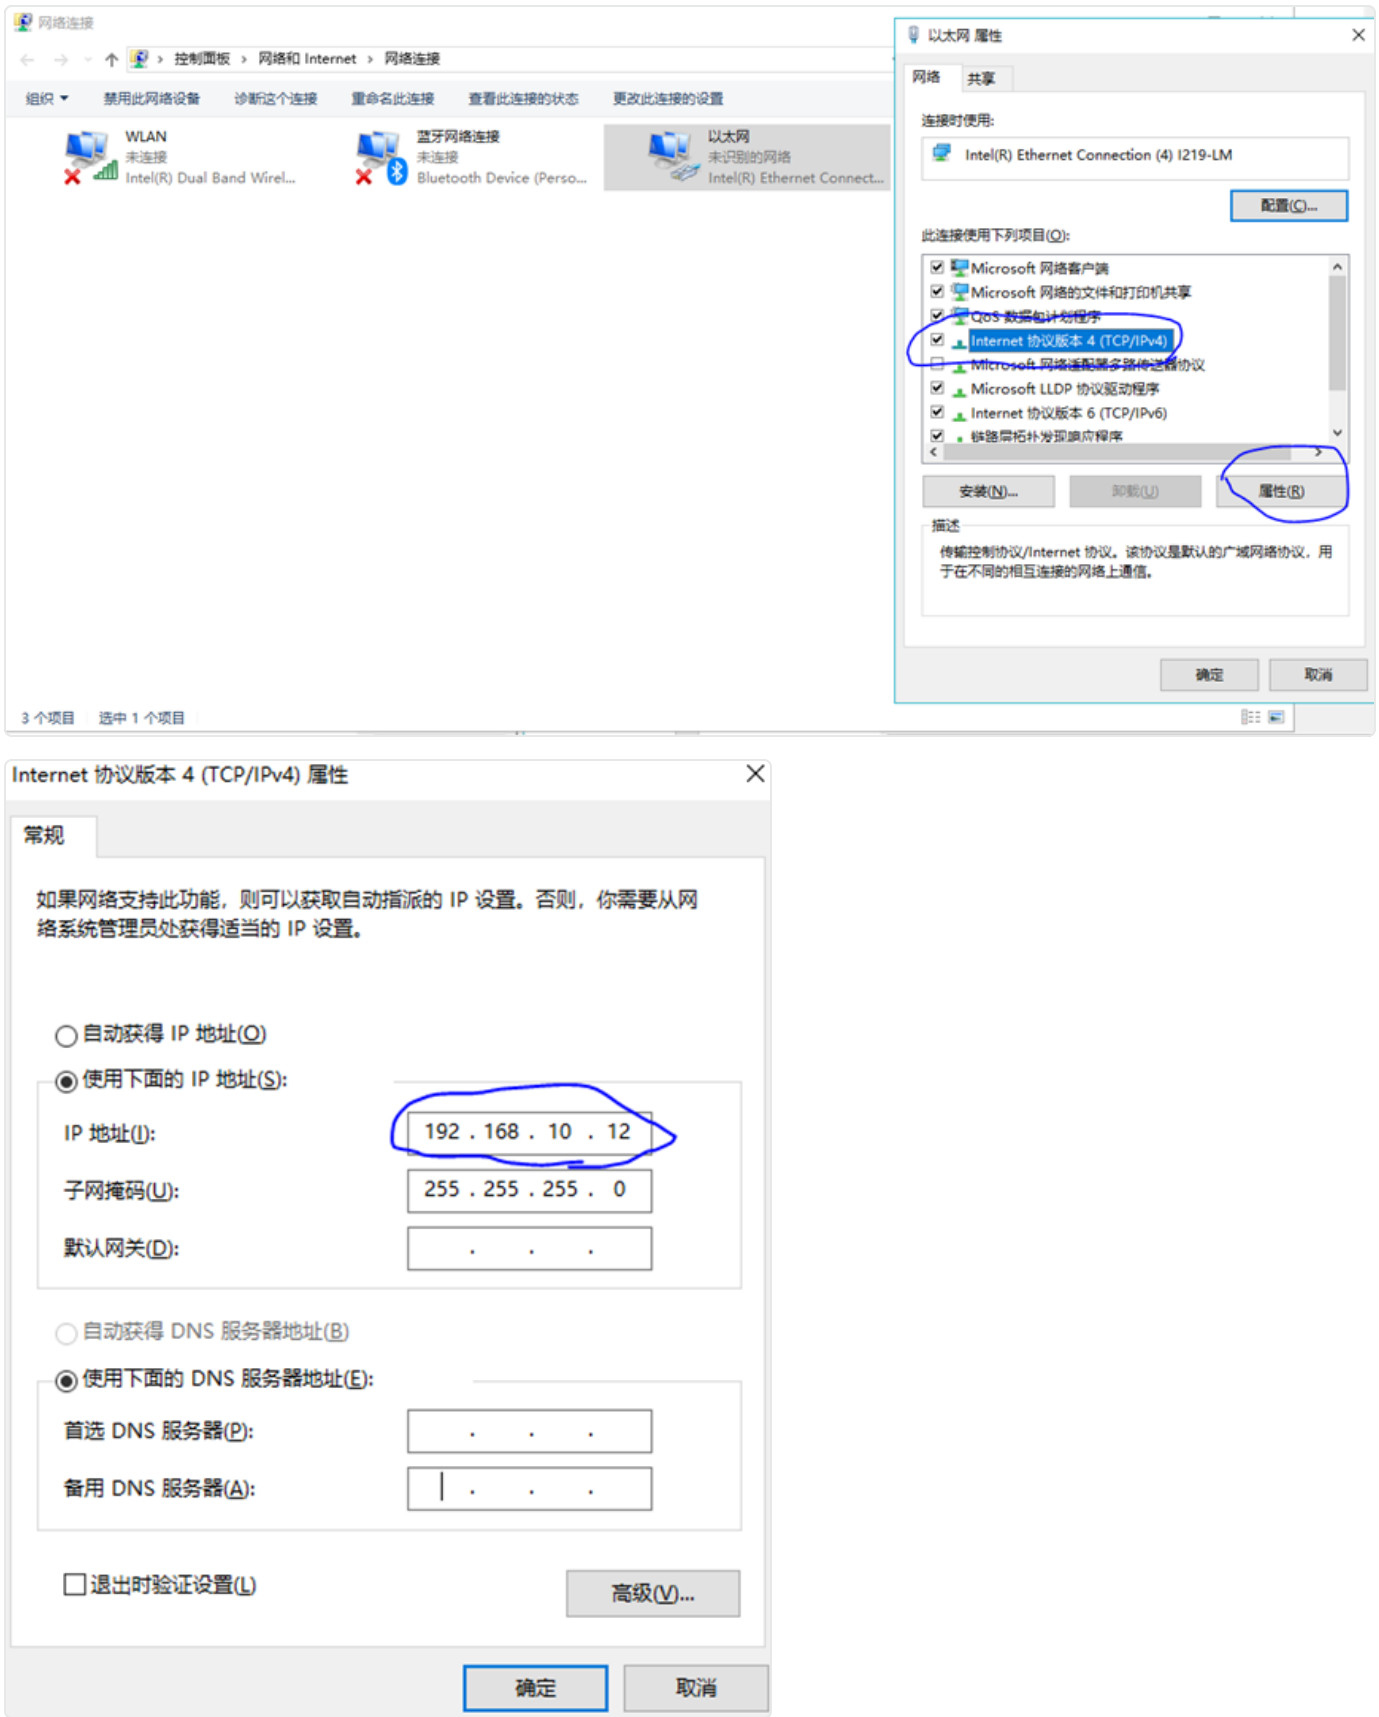 网络连接
控制面板 › 网络和 Internet › 网络连接
组织 禁用此网络设备 诊断这个连接 重命名此连接 查看此连接的状态 更改此连接的设置
WLAN
未连接
Intel(R) Dual Band Wirel...
蓝牙网络连接
未连接
Bluetooth Device (Perso...
以太网
未识别的网络
Intel(R) Ethernet Connect...
3 个项目 选中 1 个项目
以太网 属性
网络 共享
连接时使用:
Intel(R) Ethernet Connection (4) I219-LM
配置(C)...
此连接使用下列项目(O):
Microsoft 网络客户端
Microsoft 网络的文件和打印机共享
QoS 数据包计划程序
Internet 协议版本 4 (TCP/IPv4)
Microsoft 网络适配器多路传送器协议
Microsoft LLDP 协议驱动程序
Internet 协议版本 6 (TCP/IPv6)
链路层拓扑发现响应程序
安装(N)... 卸载(U) 属性(R)
描述
传输控制协议/Internet 协议。该协议是默认的广域网络协议，用
于在不同的相互连接的网络上通信。
确定 取消
Internet 协议版本 4 (TCP/IPv4) 属性
常规
如果网络支持此功能，则可以获取自动指派的 IP 设置。否则，你需要从网
络系统管理员处获得适当的 IP 设置。
自动获得 IP 地址(O)
使用下面的 IP 地址(S):
IP 地址(I): 192 . 168 . 10 . 12
子网掩码(U): 255 . 255 . 255 . 0
默认网关(D): . . .
自动获得 DNS 服务器地址(B)
使用下面的 DNS 服务器地址(E):
首选 DNS 服务器(P): . . .
备用 DNS 服务器(A): . . .
退出时验证设置(L)
高级(V)...
确定 取消